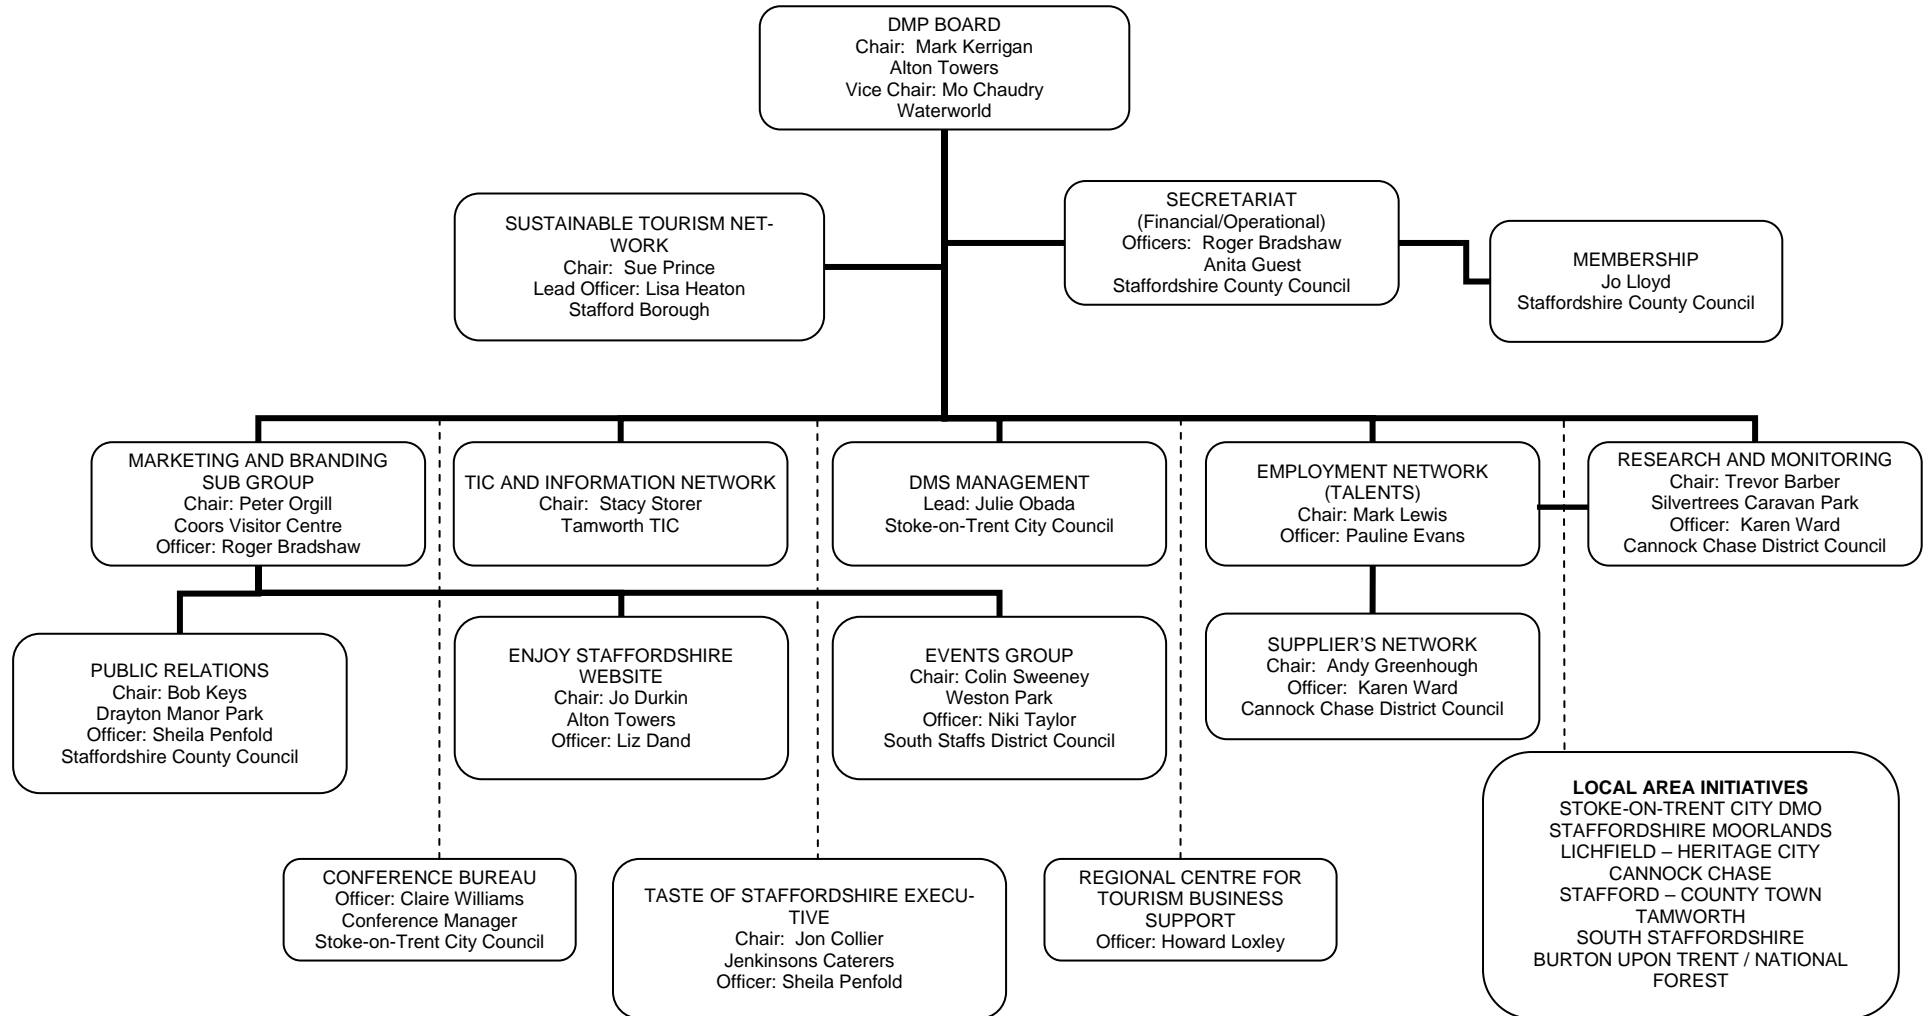 DMP BOARD
Chair:  Mark Kerrigan
Alton Towers
Vice Chair: Mo Chaudry
Waterworld
SUSTAINABLE TOURISM NET-
WORK
Chair:  Sue Prince
Lead Officer: Lisa Heaton
Stafford Borough
SECRETARIAT
(Financial/Operational)
Officers:  Roger Bradshaw
Anita Guest
Staffordshire County Council
MEMBERSHIP
Jo Lloyd
Staffordshire County Council
MARKETING AND BRANDING
SUB GROUP
Chair: Peter Orgill
Coors Visitor Centre
Officer: Roger Bradshaw
TIC AND INFORMATION NETWORK
Chair:  Stacy Storer
Tamworth TIC
DMS MANAGEMENT
Lead: Julie Obada
Stoke-on-Trent City Council
EMPLOYMENT NETWORK
(TALENTS)
Chair: Mark Lewis
Officer: Pauline Evans
RESEARCH AND MONITORING
Chair: Trevor Barber
Silvertrees Caravan Park
Officer:  Karen Ward
Cannock Chase District Council
PUBLIC RELATIONS
Chair: Bob Keys
Drayton Manor Park
Officer: Sheila Penfold
Staffordshire County Council
ENJOY STAFFORDSHIRE
WEBSITE
Chair: Jo Durkin
Alton Towers
Officer: Liz Dand
EVENTS GROUP
Chair: Colin Sweeney
Weston Park
Officer: Niki Taylor
South Staffs District Council
SUPPLIER’S NETWORK
Chair:  Andy Greenhough
Officer:  Karen Ward
Cannock Chase District Council
CONFERENCE BUREAU
Officer: Claire Williams
Conference Manager
Stoke-on-Trent City Council
TASTE OF STAFFORDSHIRE EXECU-
TIVE
Chair:  Jon Collier
Jenkinsons Caterers
Officer: Sheila Penfold
REGIONAL CENTRE FOR
TOURISM BUSINESS
SUPPORT
Officer: Howard Loxley
LOCAL AREA INITIATIVES
STOKE-ON-TRENT CITY DMO
STAFFORDSHIRE MOORLANDS
LICHFIELD – HERITAGE CITY
CANNOCK CHASE
STAFFORD – COUNTY TOWN
TAMWORTH
SOUTH STAFFORDSHIRE
BURTON UPON TRENT / NATIONAL
FOREST